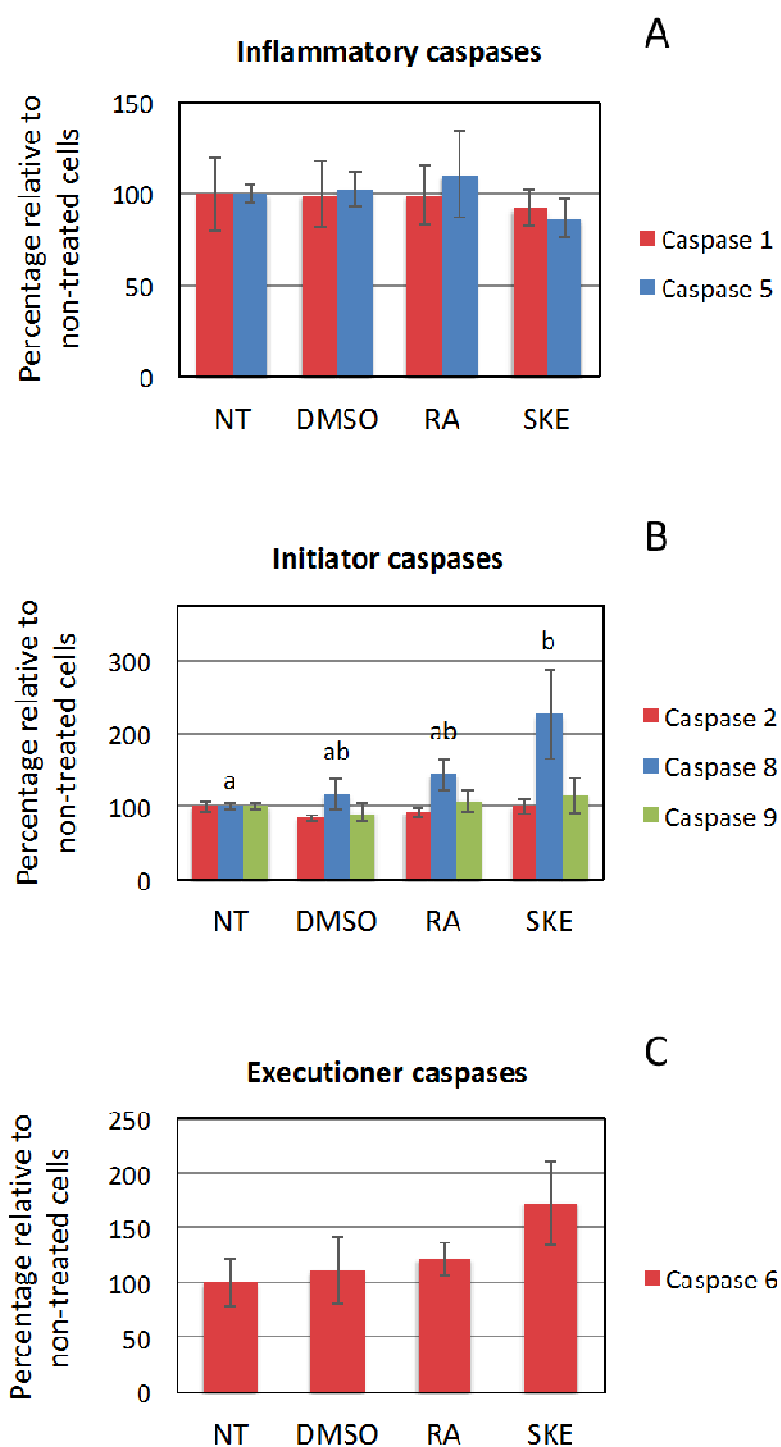 A
Inflammatory caspases
Percentage relative to
non-treated cells
150
100
50
0
NT DMSO RA SKE
Caspase 1
Caspase 5
B
Initiator caspases
Percentage relative to
non-treated cells
300
200
100
0
a ab ab b
NT DMSO RA SKE
Caspase 2
Caspase 8
Caspase 9
C
Executioner caspases
Percentage relative to
non-treated cells
250
200
150
100
50
0
NT DMSO RA SKE
Caspase 6